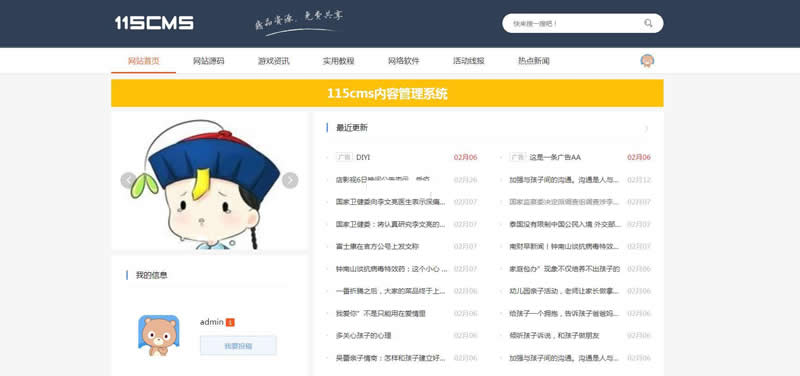 115CMS
精品资源，免费共享
快来搜一搜吧！
网站首页 网站源码 游戏资讯 实用教程 网络软件 活动线报 热点新闻
115cms内容管理系统
最近更新
广告 DIYI 02月06
广告 这是一条广告AA 02月06
02月26
加强与孩子间的沟通。沟通是人与... 02月12
国家卫健委向李文亮医生表示深痛... 02月07
国家监察委决定派调查组调查涉李... 02月07
国家卫健委：将认真研究李文亮的... 02月07
泰国没有限制中国公民入境 外交部... 02月07
富士康在官方公号上发文称 02月07
南财早新闻丨钟南山谈抗病毒特效... 02月07
钟南山谈抗病毒特效药；这个小心 ... 02月07
家庭包办”现象不仅培养不出孩子的 02月06
一番折腾之后，大家的菜品终于上... 02月06
幼儿园亲子活动，老师让家长做拿... 02月06
我爱你”不是只能用在爱情里 02月06
给孩子一个拥抱，告诉孩子爸爸妈... 02月06
多关心孩子的心理 02月06
倾听孩子诉说，和孩子做朋友 02月06
吴蕾亲子情商：怎样和孩子建立好... 02月06
加强与孩子间的沟通。沟通是人与... 02月06
我的信息
admin 1
我要投稿